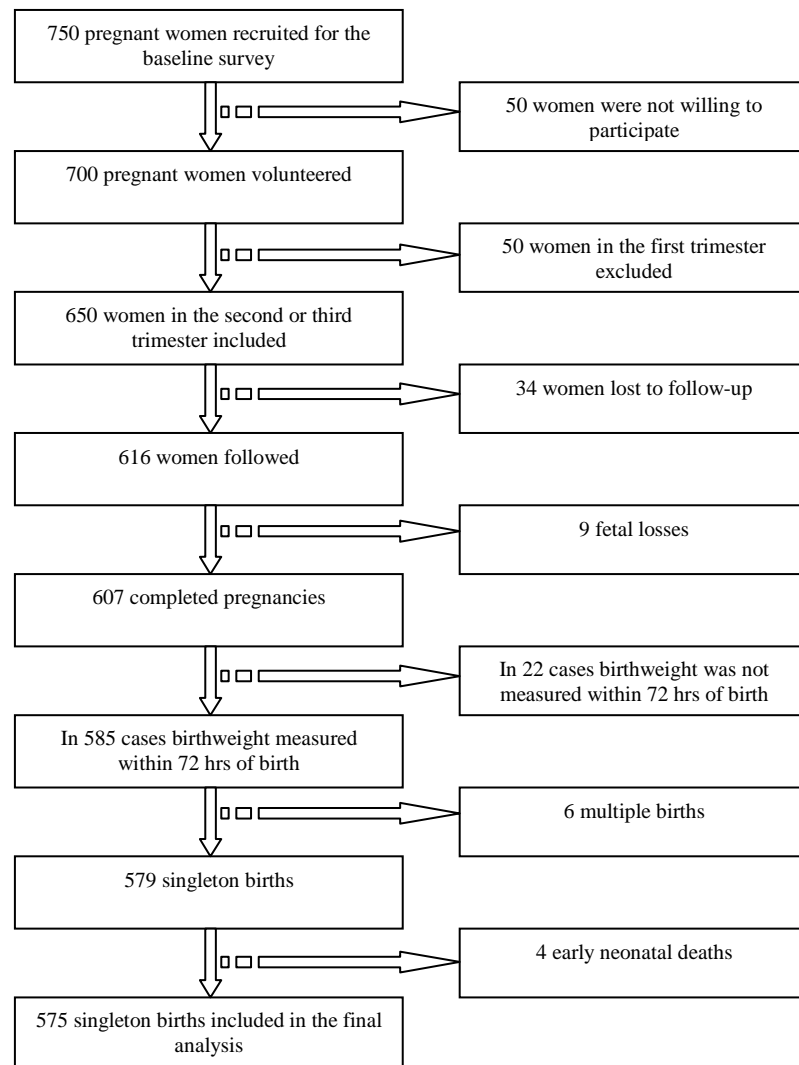 750 pregnant women recruited for the
baseline survey
50 women were not willing to
participate
700 pregnant women volunteered
50 women in the first trimester
excluded
650 women in the second or third
trimester included
34 women lost to follow-up
616 women followed
9 fetal losses
607 completed pregnancies
In 22 cases birthweight was not
measured within 72 hrs of birth
In 585 cases birthweight measured
within 72 hrs of birth
6 multiple births
579 singleton births
4 early neonatal deaths
575 singleton births included in the final
analysis